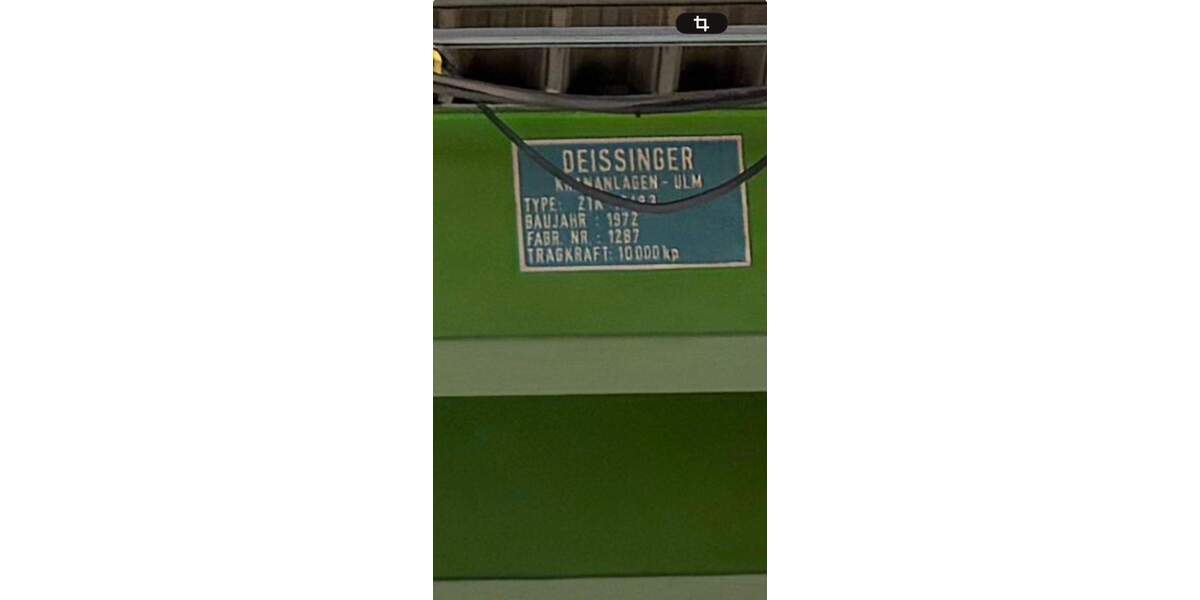 DEISSINGER
KRANANLAGEN - ULM
TYPE:
BAUJAHR : 1972
FABR. NR. : 1287
TRAGKRAFT: 10000 kp